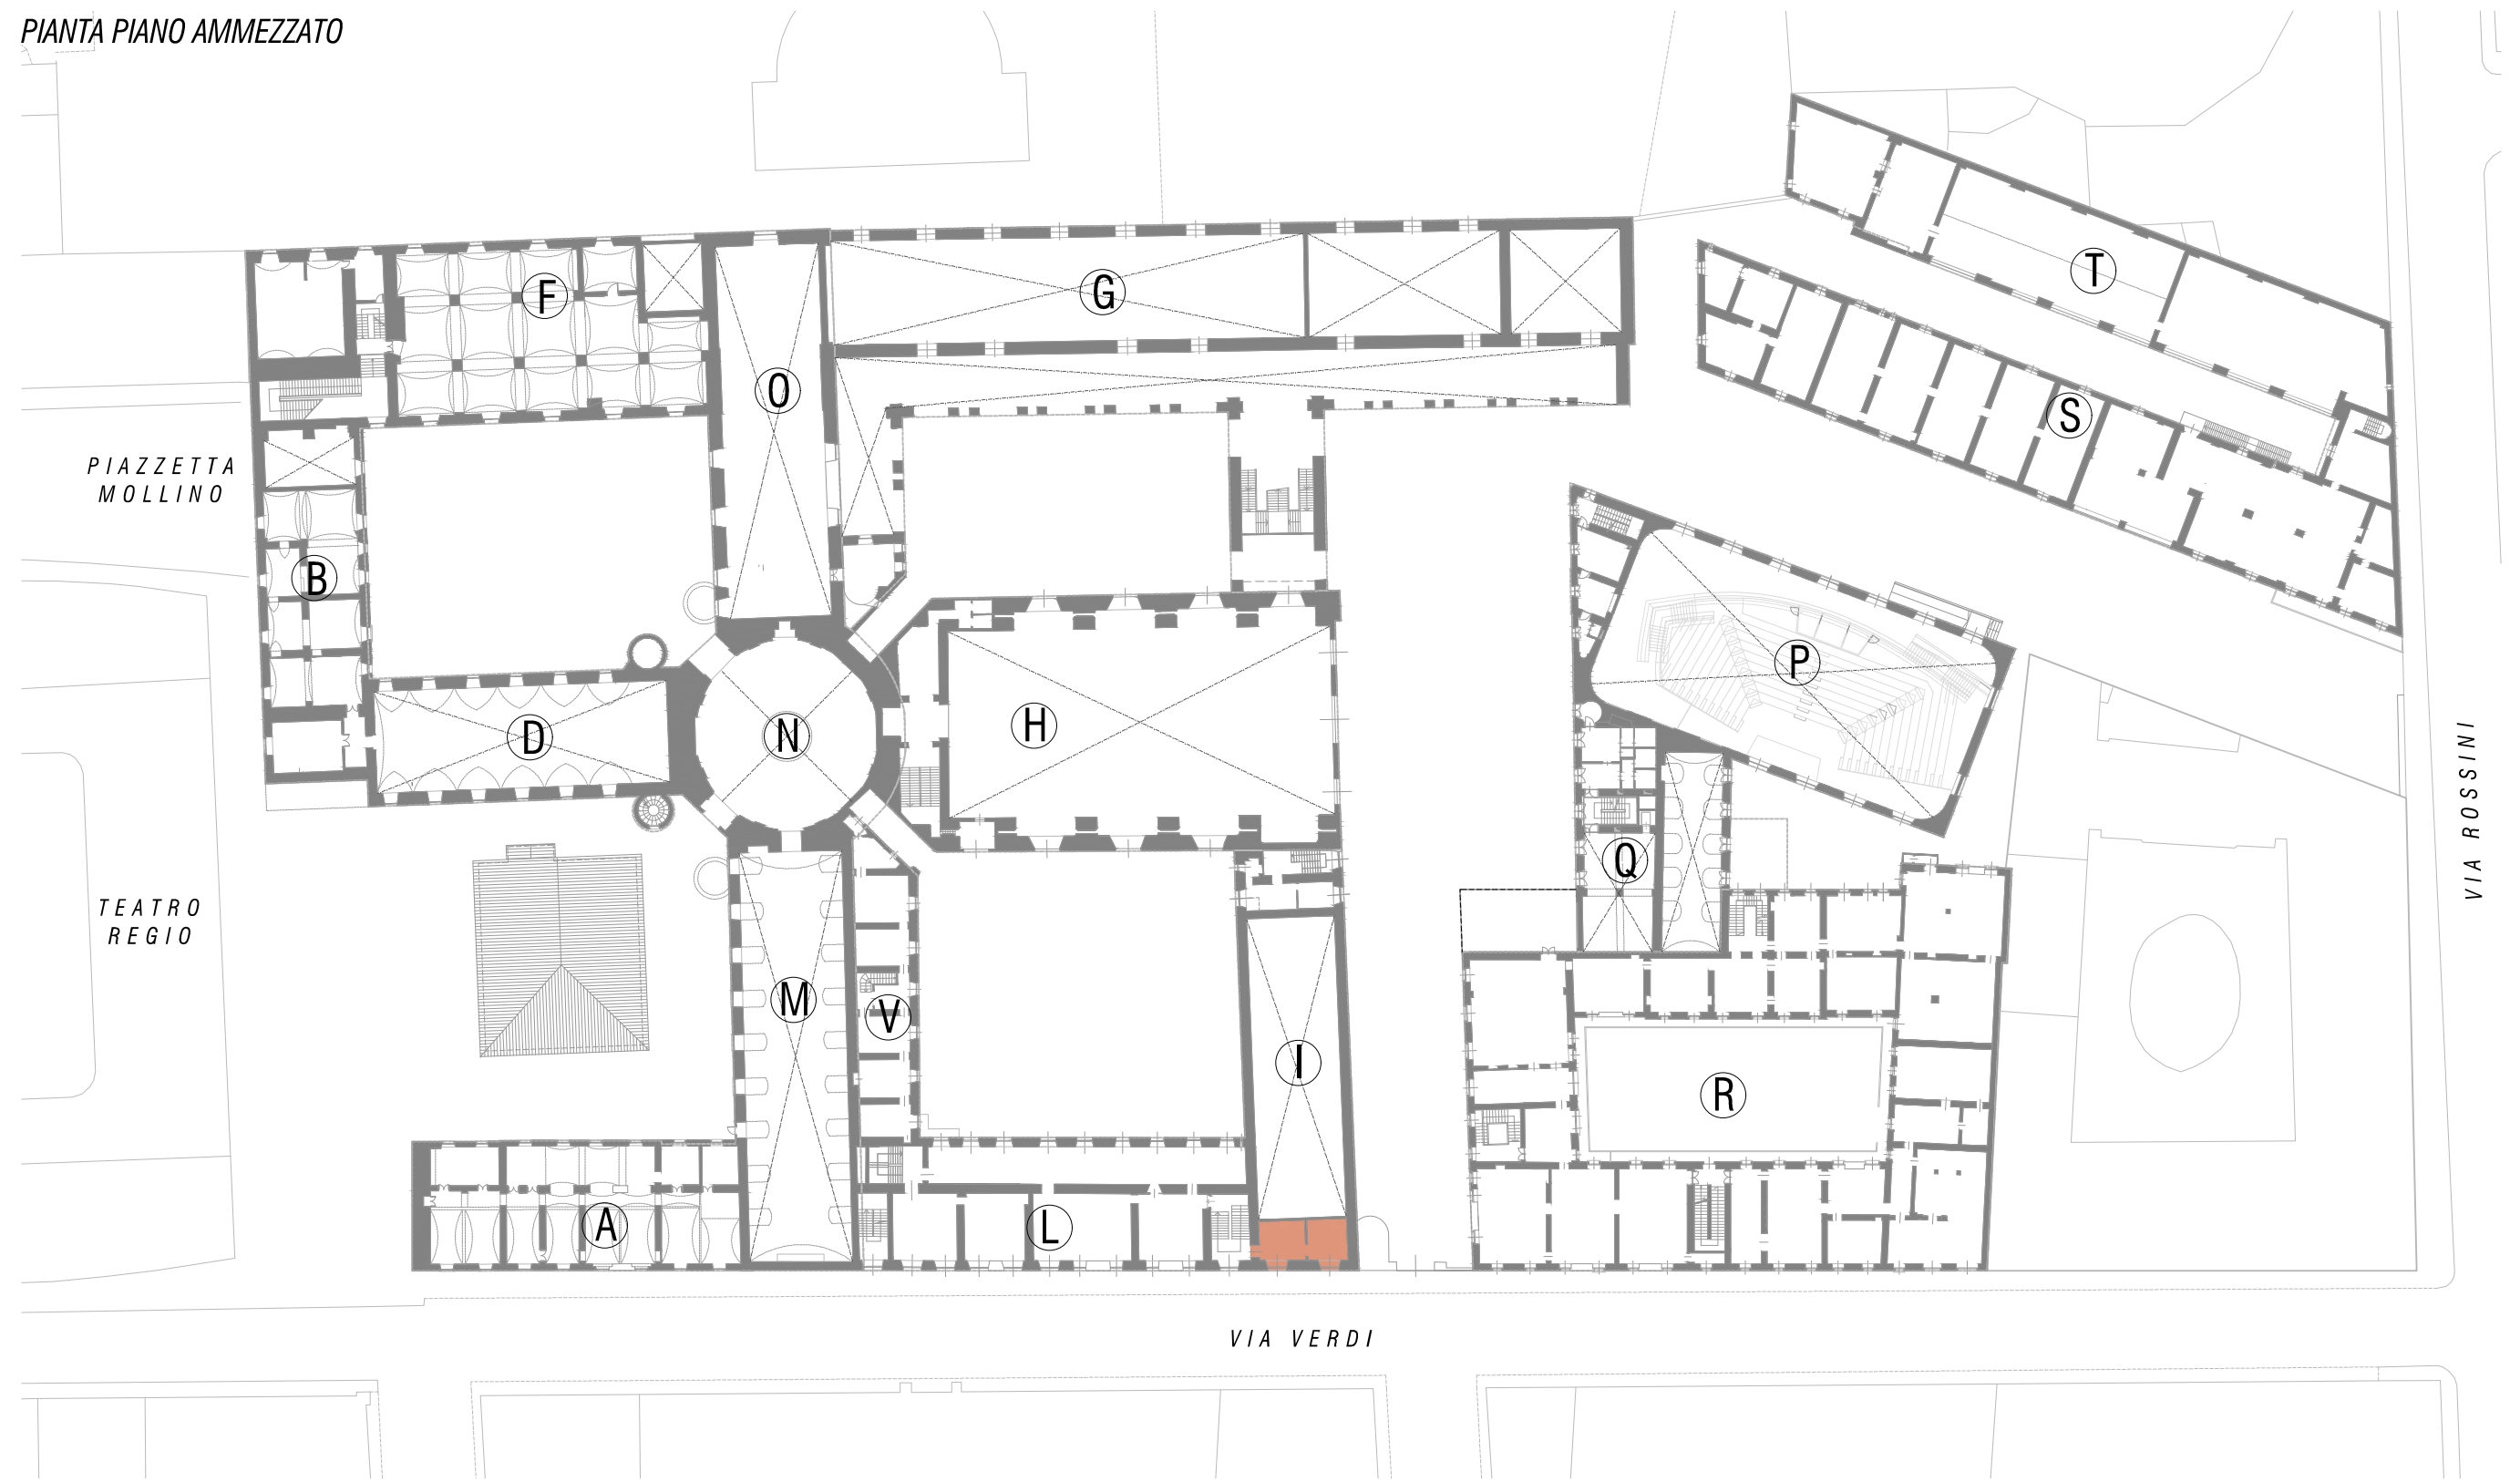 PIANTA PIANO AMMEZZATO
T
F
G
O
S
PIAZZETTA
MOLLINO
B
P
H
D
N
VIA ROSSINI
Q
TEATRO
REGIO
M
V
I
R
A
L
VIA VERDI